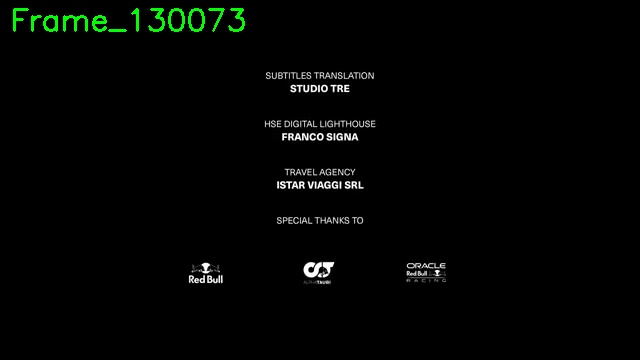 Frame_130073
SUBTITLES TRANSLATION
STUDIO TRE
HSE DIGITAL LIGHTHOUSE
FRANCO SIGNA
TRAVEL AGENCY
ISTAR VIAGGI SRL
SPECIAL THANKS TO
Red Bull
ALPHATAURI
ORACLE
Red Bull
RACING